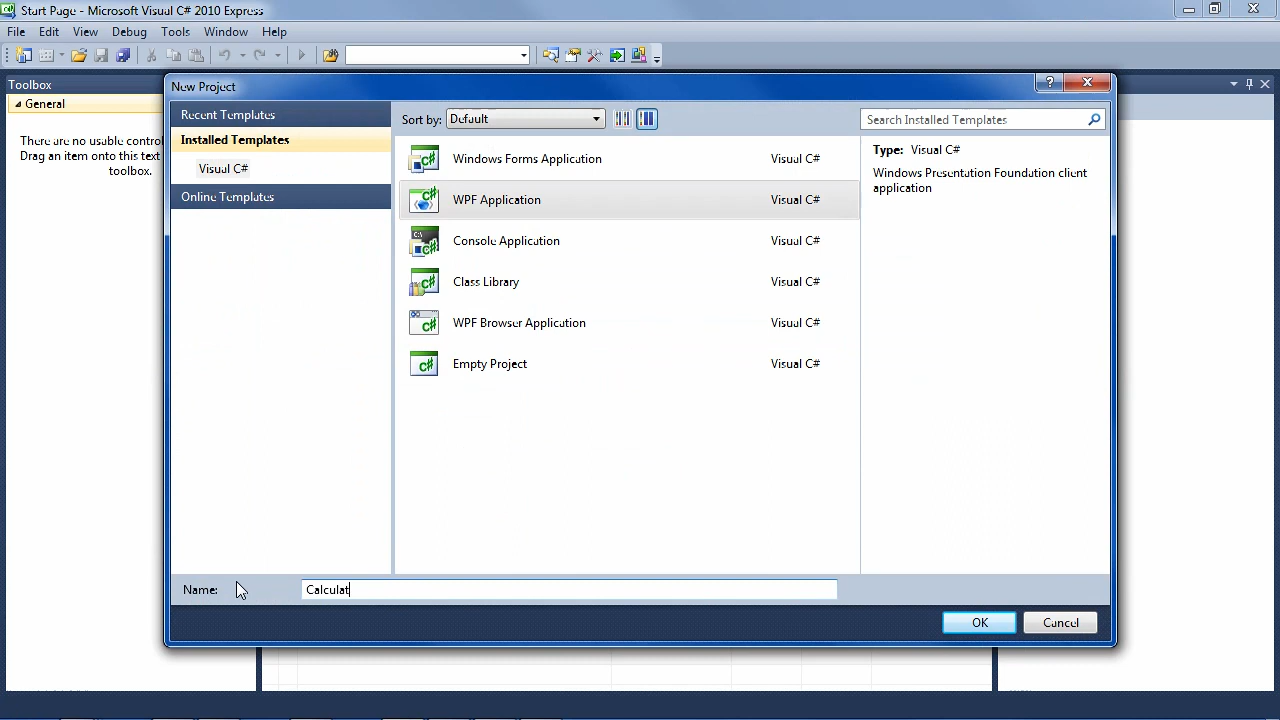 Start Page - Microsoft Visual C# 2010 Express
File Edit View Debug Tools Window Help
Toolbox
General
There are no usable control
Drag an item onto this text
toolbox.
New Project
Recent Templates
Installed Templates
Visual C#
Online Templates
Sort by: Default
Search Installed Templates
Windows Forms Application Visual C#
WPF Application Visual C#
Console Application Visual C#
Class Library Visual C#
WPF Browser Application Visual C#
Empty Project Visual C#
Type: Visual C#
Windows Presentation Foundation client
application
Name: Calculat
OK Cancel